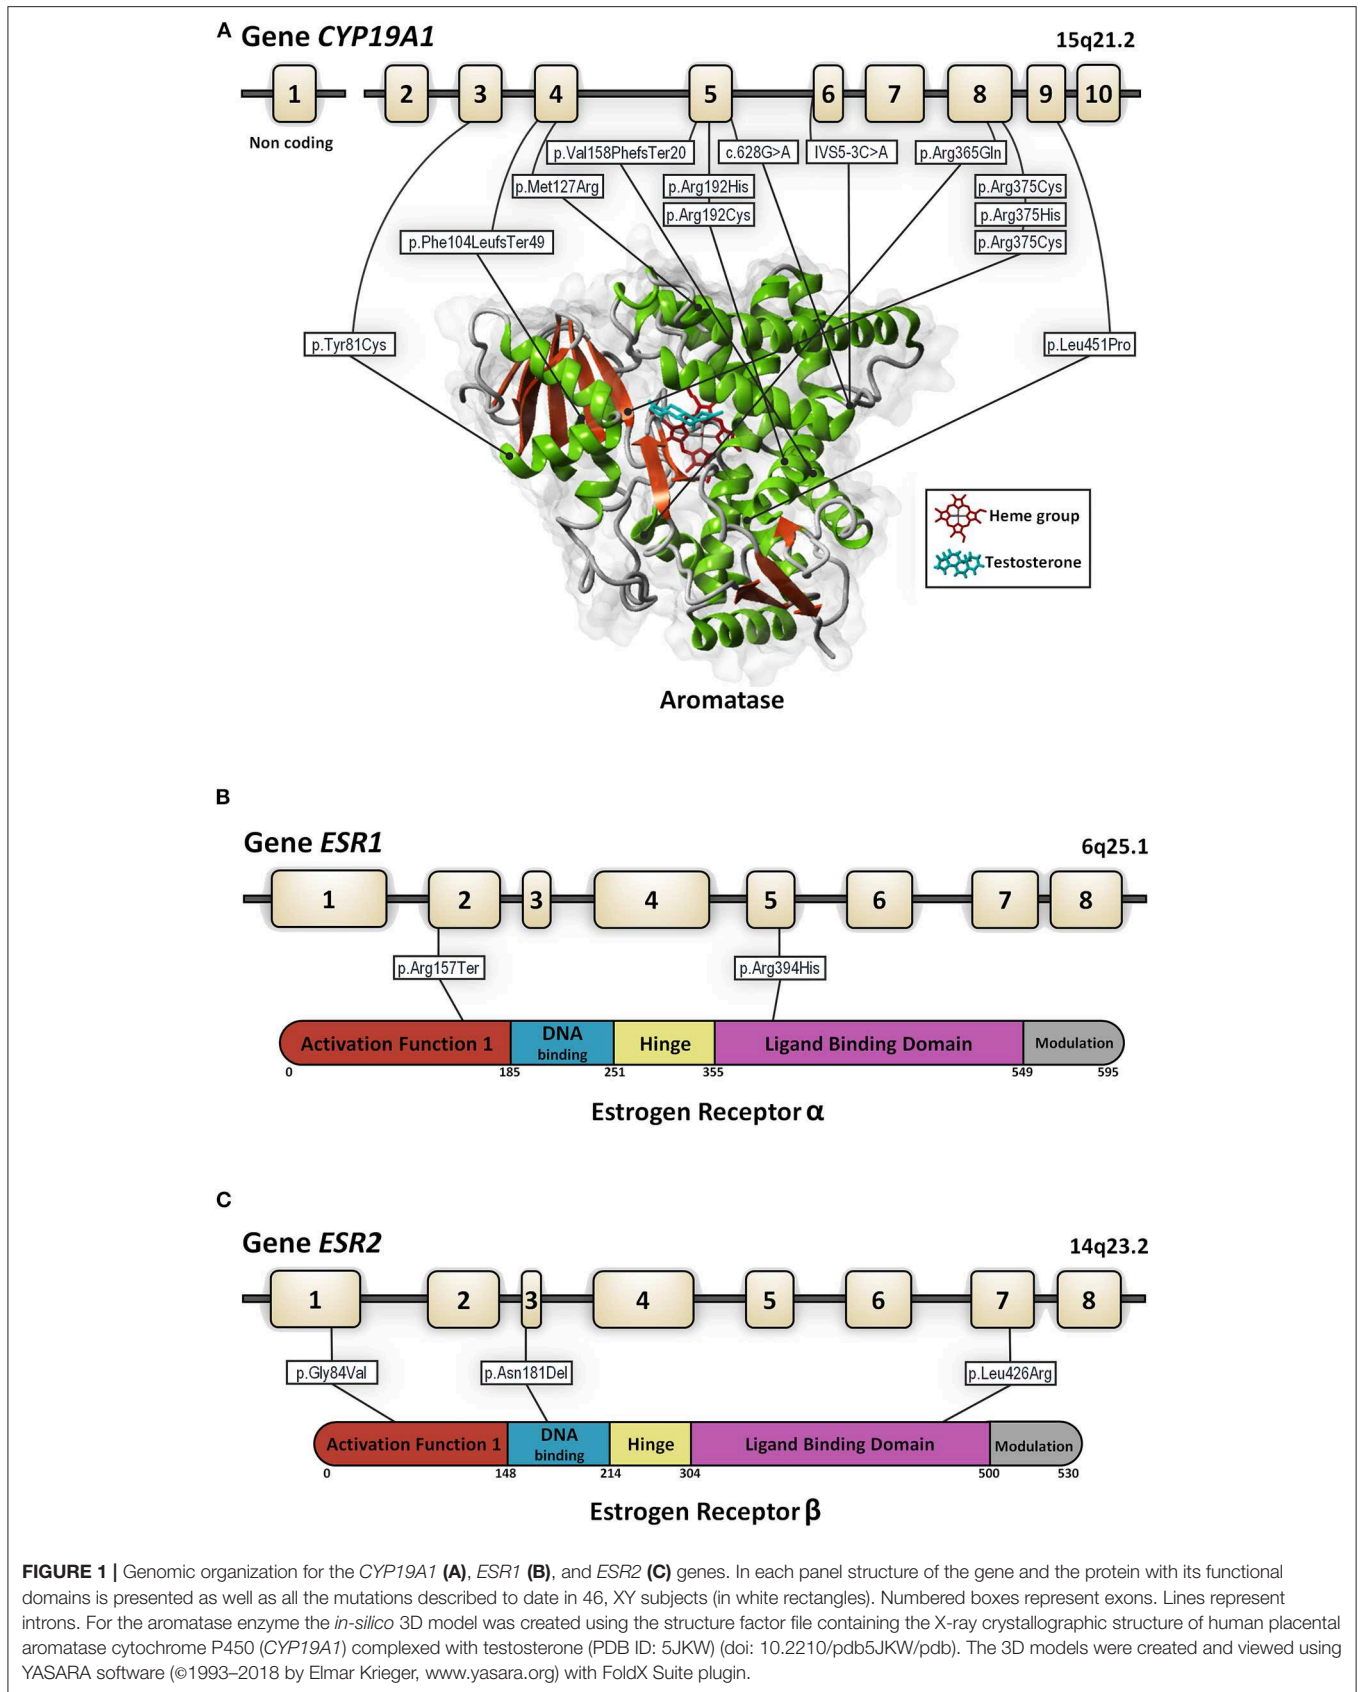 A Gene CYP19A1 15q21.2
1 2 3 4 5 6 7 8 9 10
Non coding
p.Val158PhefsTer20 c.628G>A IVS5-3C>A p.Arg365Gln
p.Met127Arg p.Arg192His p.Arg375Cys
p.Arg192Cys p.Arg375His
p.Phe104LeufsTer49 p.Arg375Cys
p.Tyr81Cys p.Leu451Pro
Heme group
Testosterone
Aromatase
B
Gene ESR1 6q25.1
1 2 3 4 5 6 7 8
p.Arg157Ter p.Arg394His
Activation Function 1 DNA binding Hinge Ligand Binding Domain Modulation
0 185 251 355 549 595
Estrogen Receptor α
C
Gene ESR2 14q23.2
1 2 3 4 5 6 7 8
p.Gly84Val p.Asn181Del p.Leu426Arg
Activation Function 1 DNA binding Hinge Ligand Binding Domain Modulation
0 148 214 304 500 530
Estrogen Receptor β
FIGURE 1 | Genomic organization for the CYP19A1 (A), ESR1 (B), and ESR2 (C) genes. In each panel structure of the gene and the protein with its functional
domains is presented as well as all the mutations described to date in 46, XY subjects (in white rectangles). Numbered boxes represent exons. Lines represent
introns. For the aromatase enzyme the in-silico 3D model was created using the structure factor file containing the X-ray crystallographic structure of human placental
aromatase cytochrome P450 (CYP19A1) complexed with testosterone (PDB ID: 5JKW) (doi: 10.2210/pdb5JKW/pdb). The 3D models were created and viewed using
YASARA software (©1993–2018 by Elmar Krieger, www.yasara.org) with FoldX Suite plugin.